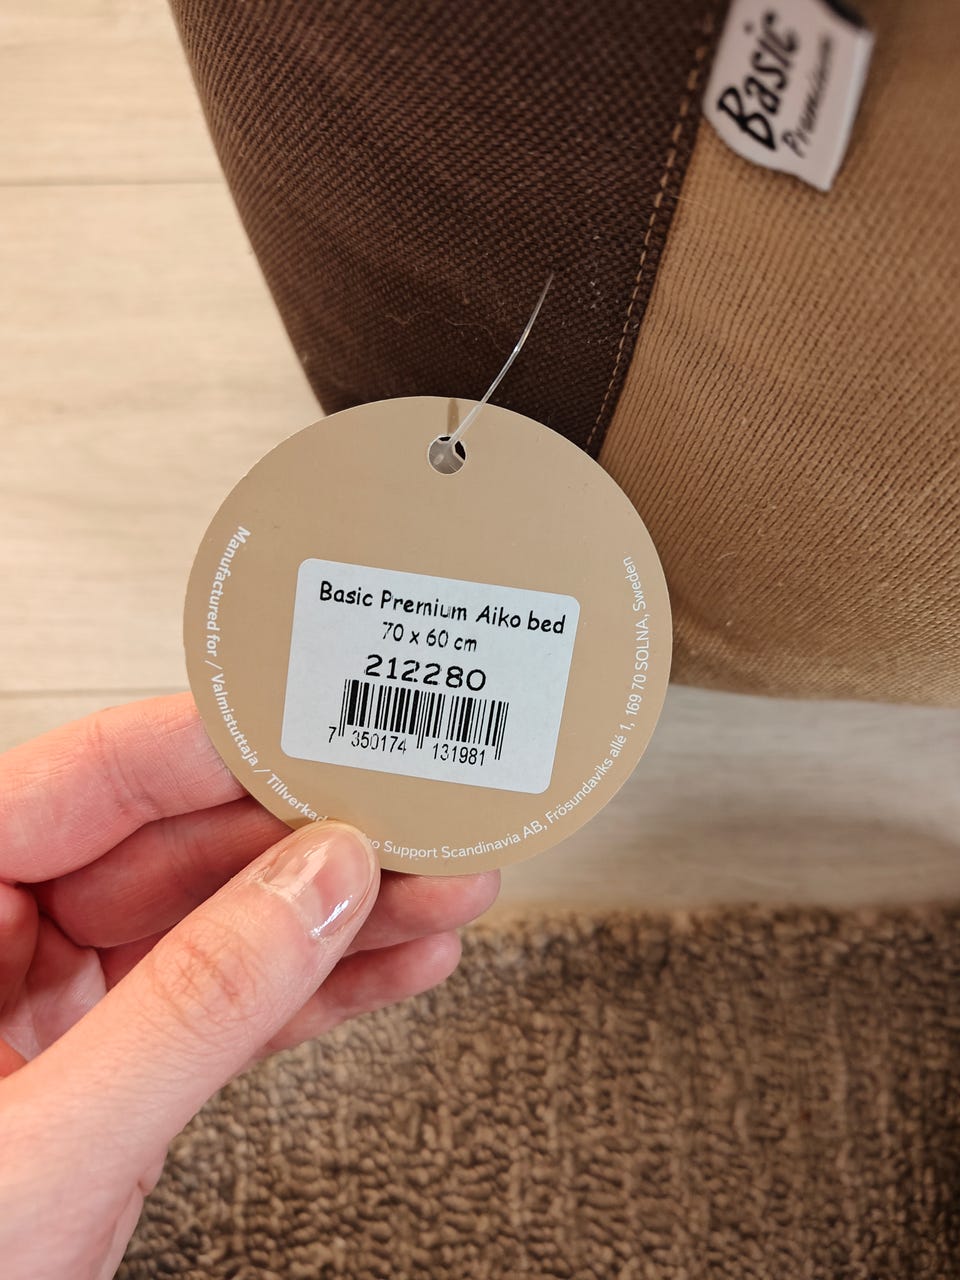 Basic
Premium
Basic Premium Aiko bed
70 x 60 cm
212280
7 350174 131981
Manufactured for / Valmistuttaja / Support Scandinavia AB, Frösundaviks allé 1, 169 70 SOLNA, Sweden